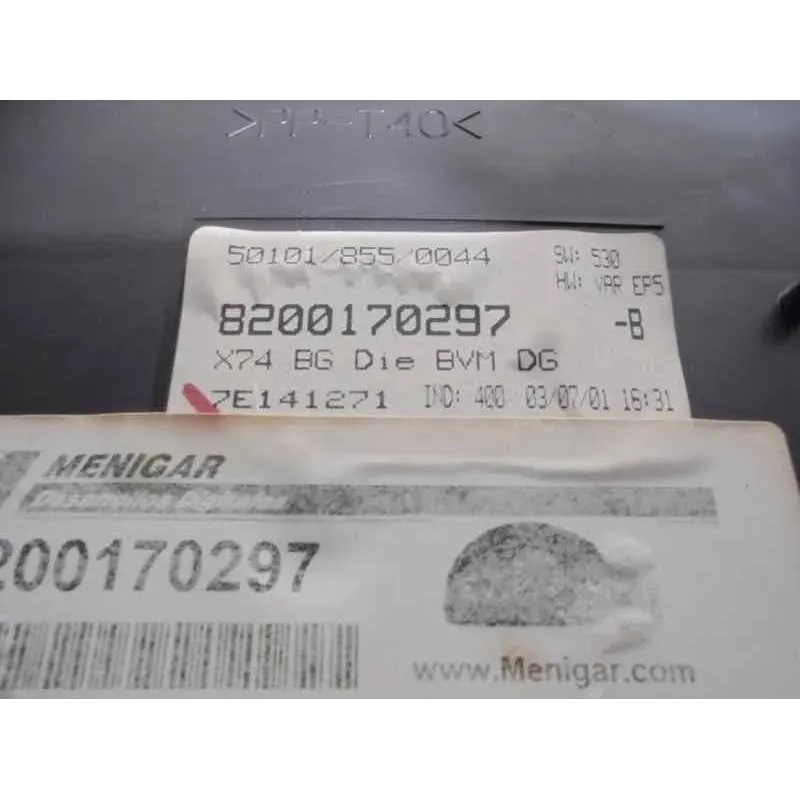 >PP-T40<
50101/855/0044 SW: 530
HW: VAR EPS
8200170297 -B
X74 BG Die BVM DG
7E141271 IND: 400 03/07/01 16:31
MENIGAR
200170297
www.Menigar.com